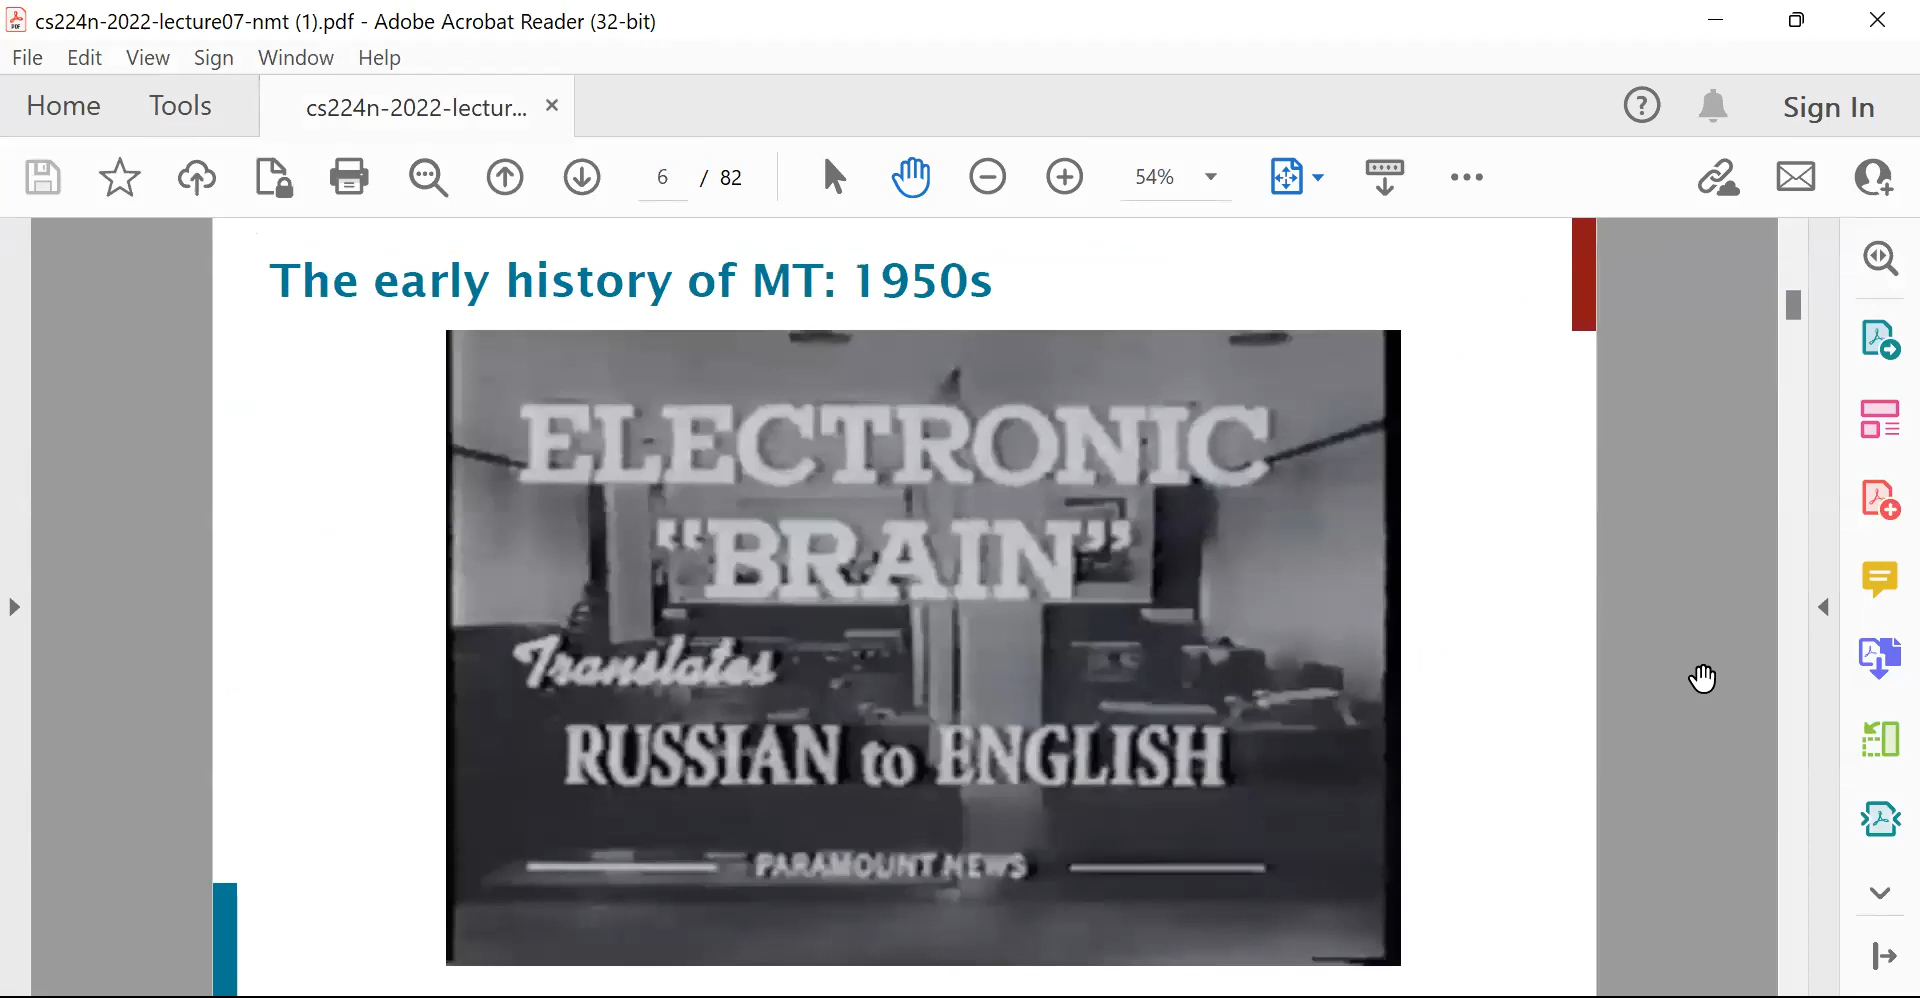 cs224n-2022-lecture07-nmt (1).pdf - Adobe Acrobat Reader (32-bit)
File Edit View Sign Window Help
Home Tools cs224n-2022-lectur... Sign In
6 / 82 54%
The early history of MT: 1950s
ELECTRONIC
“BRAIN”
Translates
RUSSIAN to ENGLISH
PARAMOUNT NEWS